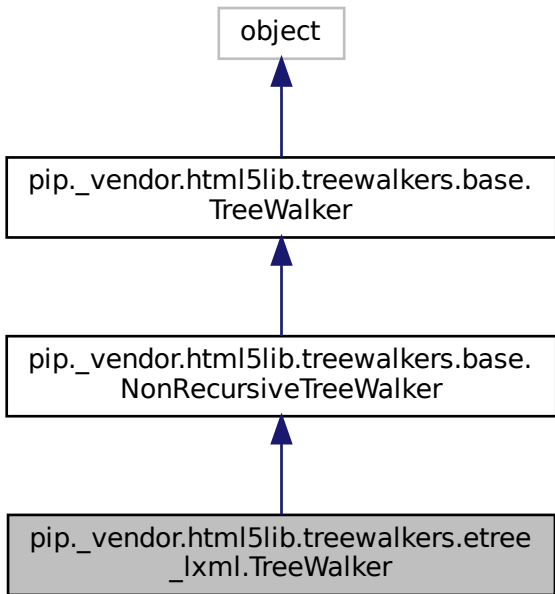 object
pip._vendor.html5lib.treewalkers.base.
TreeWalker
pip._vendor.html5lib.treewalkers.base.
NonRecursiveTreeWalker
pip._vendor.html5lib.treewalkers.etree
_lxml.TreeWalker